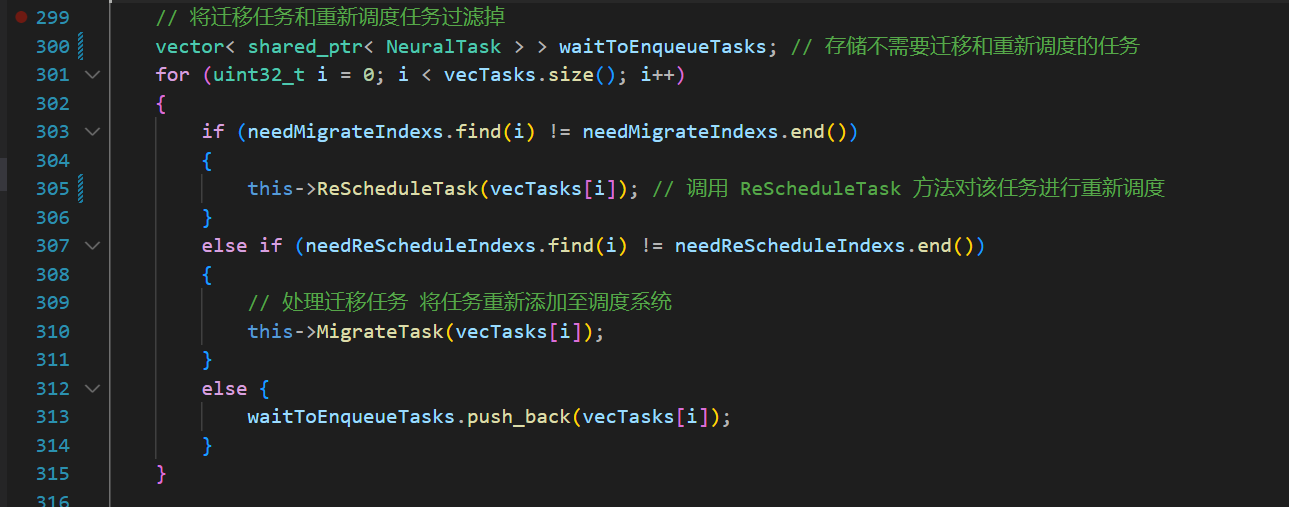 299 // 将迁移任务和重新调度任务过滤掉
300 vector< shared_ptr< NeuralTask > > waitToEnqueueTasks; // 存储不需要迁移和重新调度的任务
301 for (uint32_t i = 0; i < vecTasks.size(); i++)
302 {
303 if (needMigrateIndexs.find(i) != needMigrateIndexs.end())
304 {
305 this->ReScheduleTask(vecTasks[i]); // 调用 ReScheduleTask 方法对该任务进行重新调度
306 }
307 else if (needReScheduleIndexs.find(i) != needReScheduleIndexs.end())
308 {
309 // 处理迁移任务 将任务重新添加至调度系统
310 this->MigrateTask(vecTasks[i]);
311 }
312 else {
313 waitToEnqueueTasks.push_back(vecTasks[i]);
314 }
315 }
316